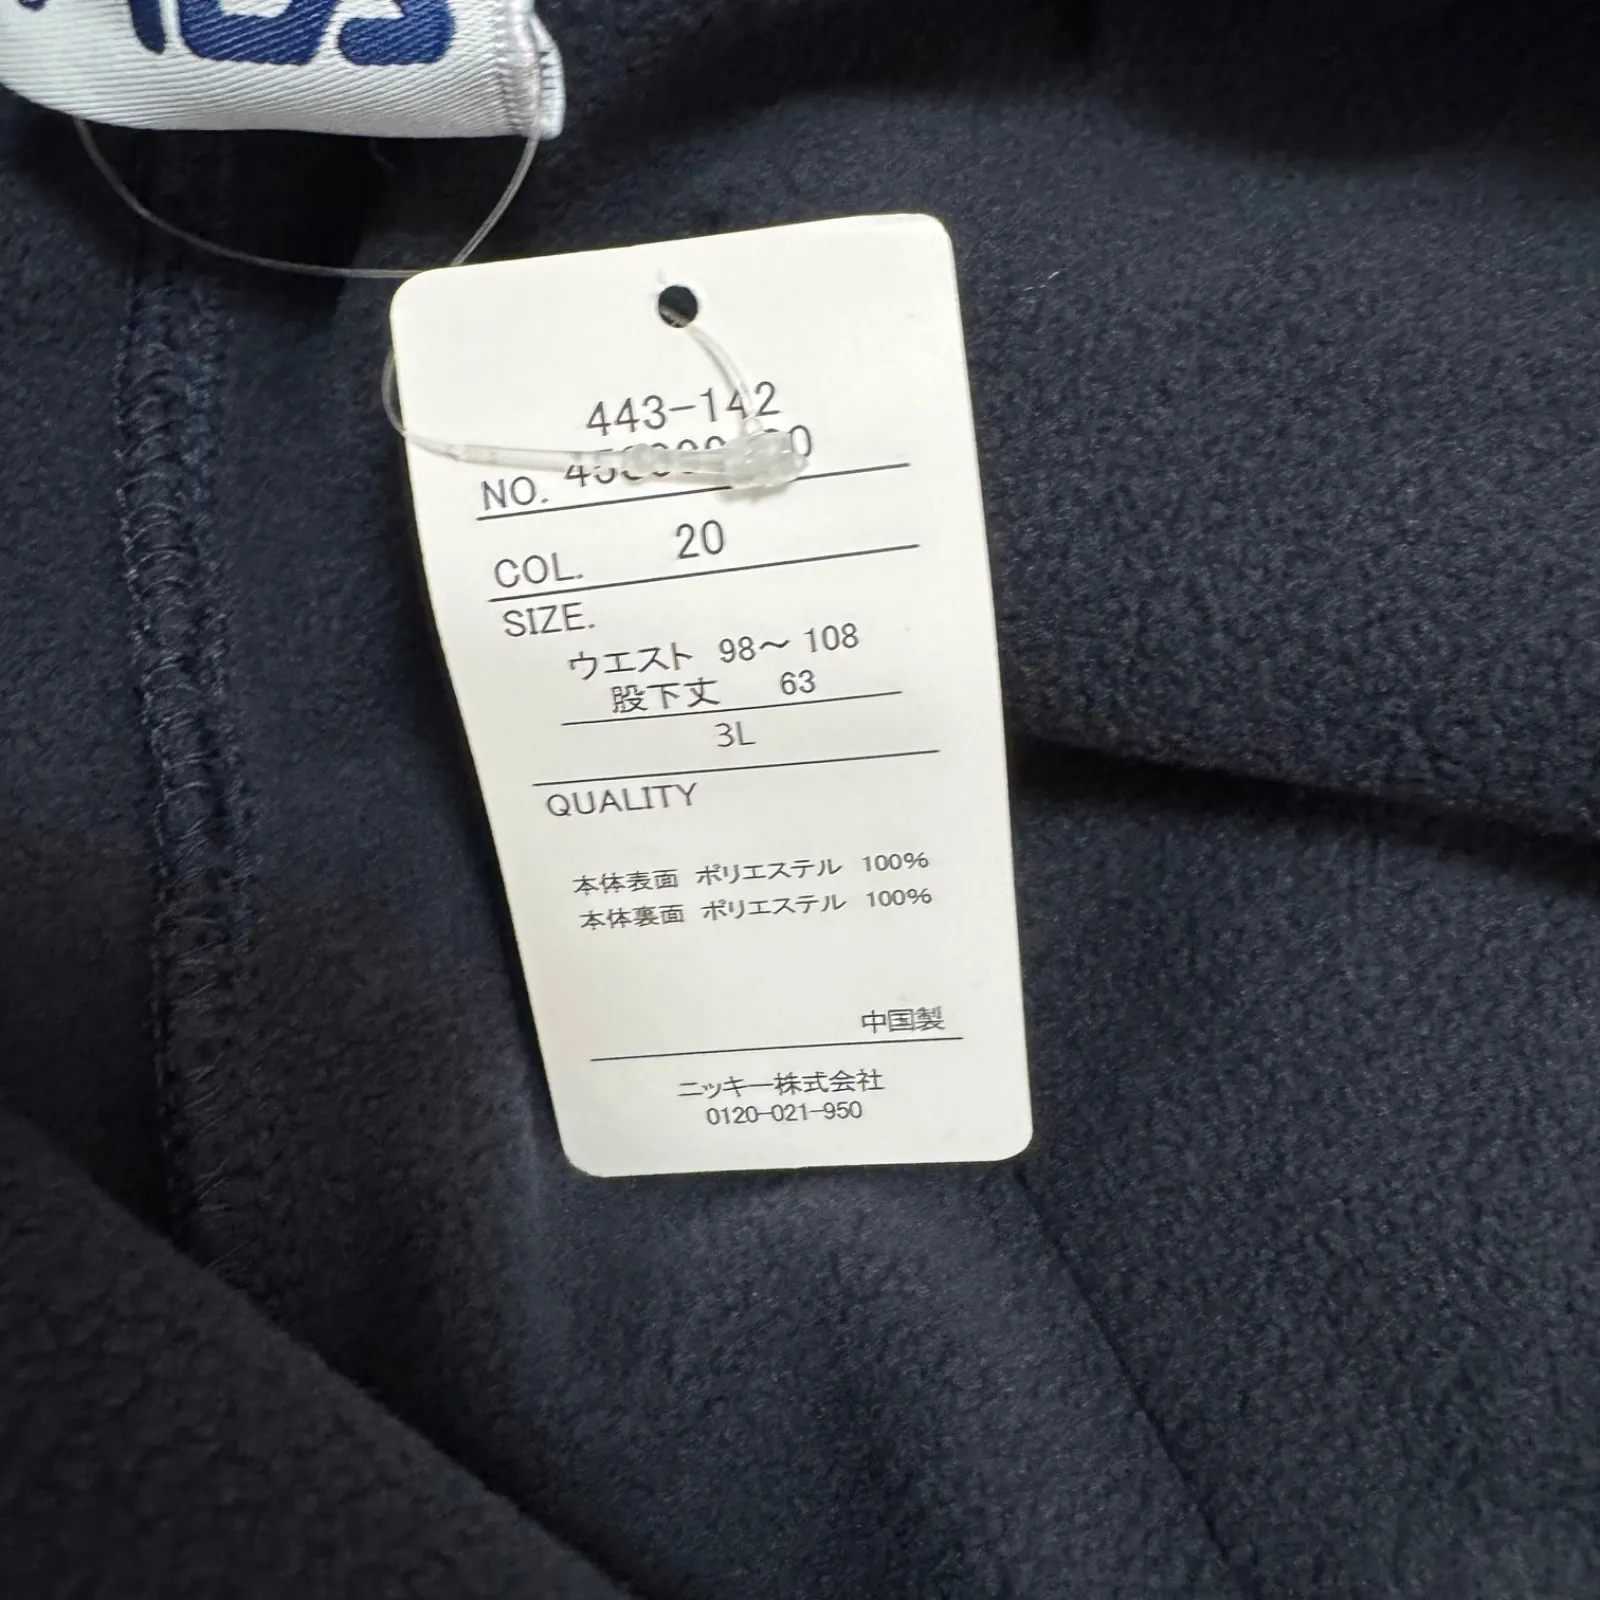 443-142
NO.
COL. 20
SIZE.
ウエスト 98～108
股下丈 63
3L
QUALITY
本体表面 ポリエステル 100%
本体裏面 ポリエステル 100%
中国製
ニッキー株式会社
0120-021-950